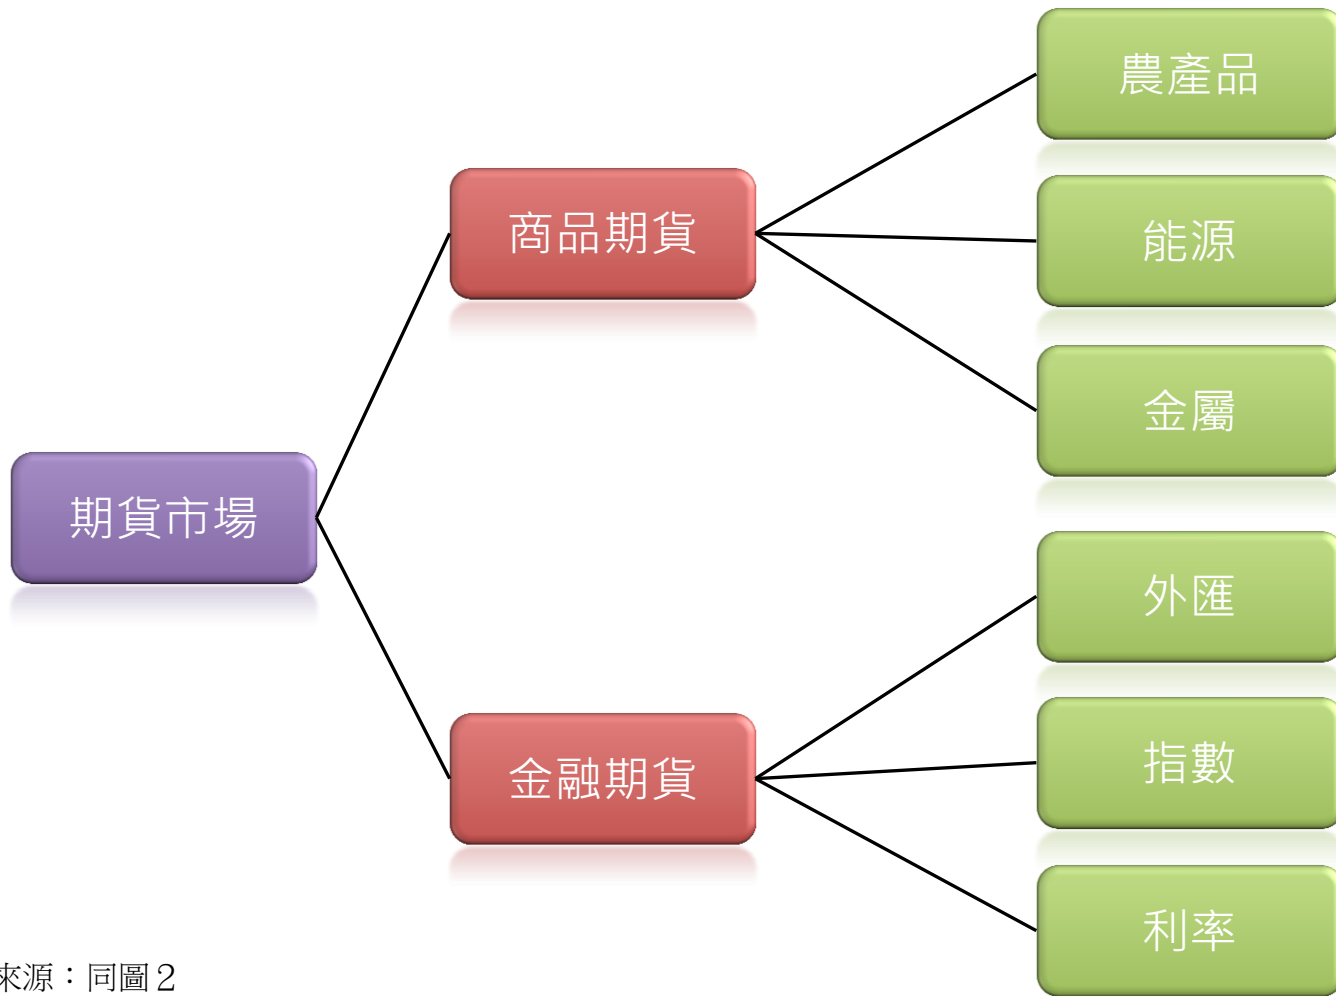 期貨市場
商品期貨
農產品
能源
金屬
金融期貨
外匯
指數
利率
來源：同圖２